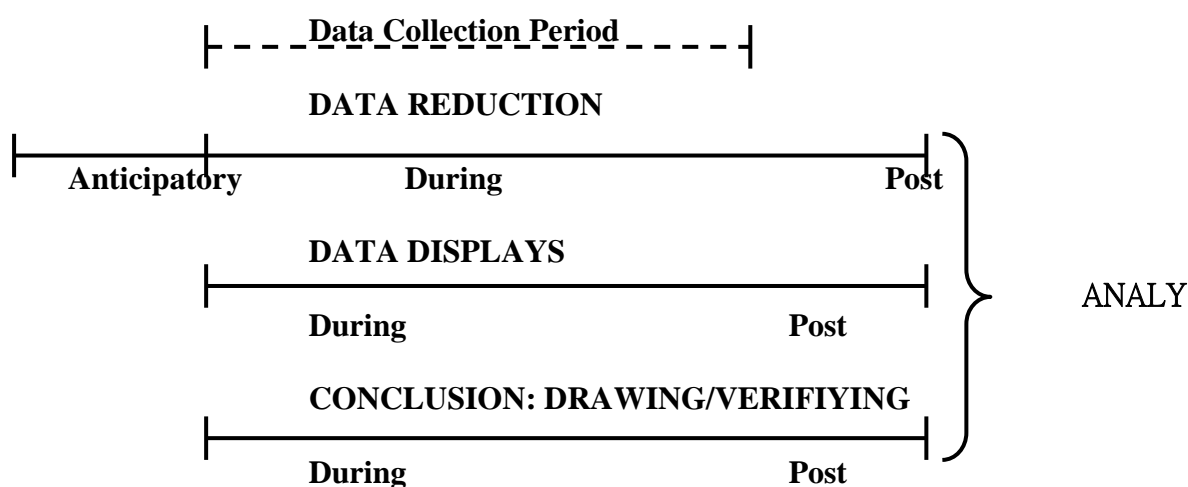 Data Collection Period
DATA REDUCTION
Anticipatory During Post
DATA DISPLAYS
ANALY
During Post
CONCLUSION: DRAWING/VERIFIYING
During Post